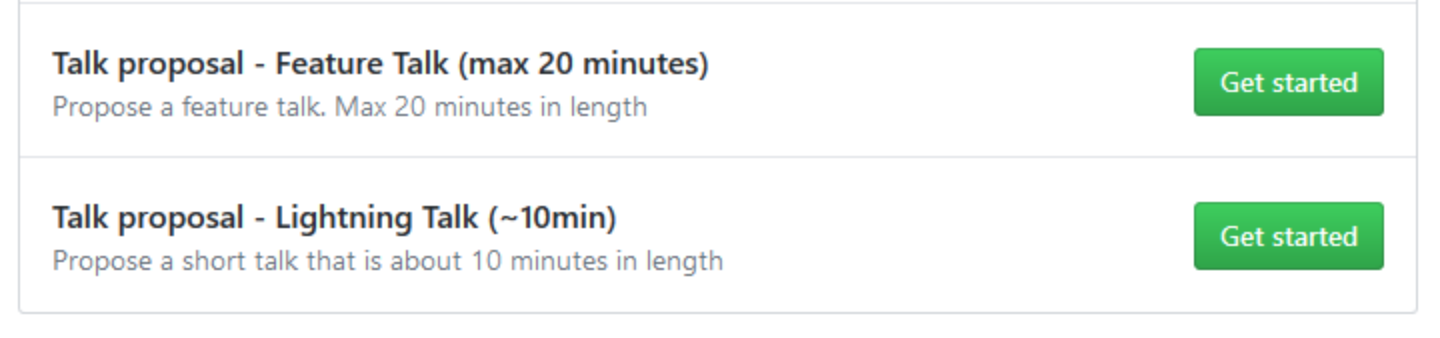 Talk proposal - Feature Talk (max 20 minutes)
Propose a feature talk. Max 20 minutes in length
Get started
Talk proposal - Lightning Talk (~10min)
Propose a short talk that is about 10 minutes in length
Get started